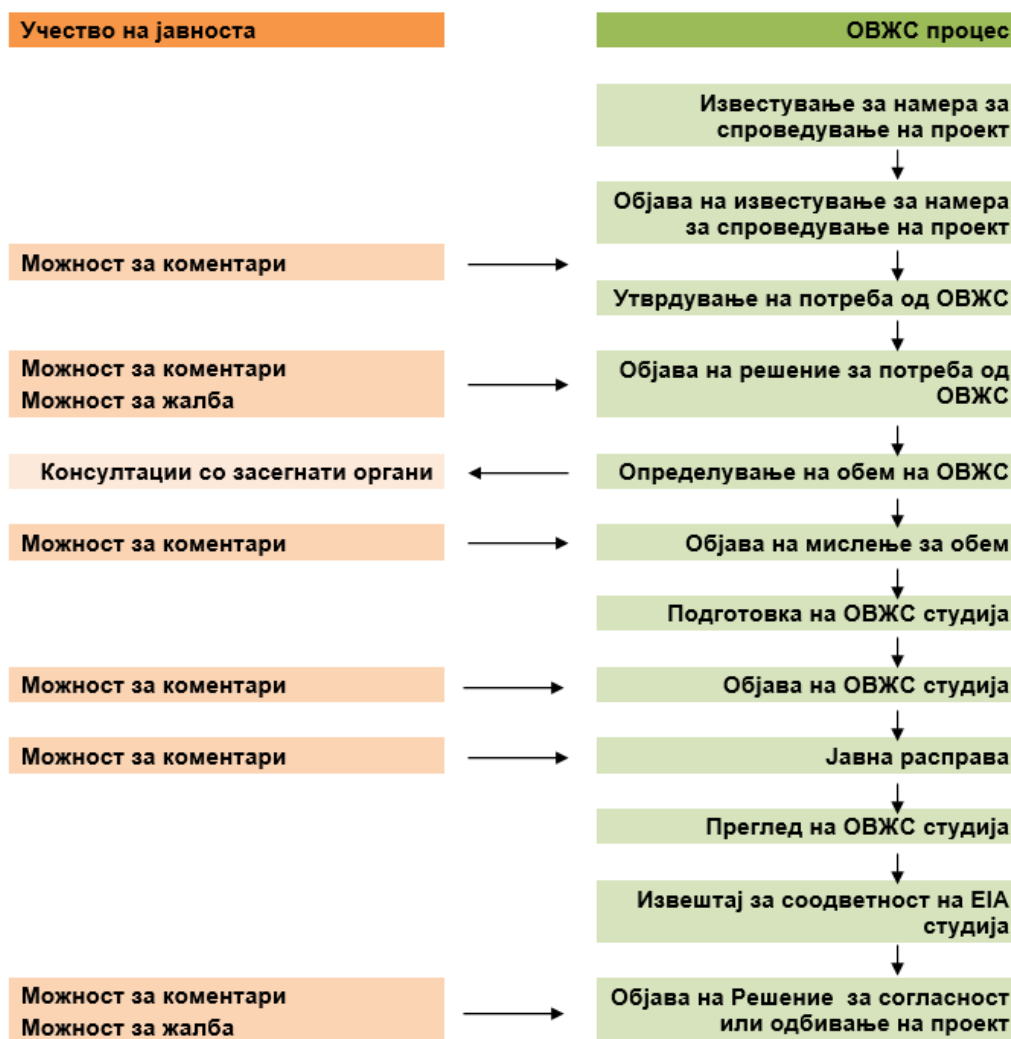 Учество на јавноста
ОВЖС процес
Известување за намера за
спроведување на проект
Објава на известување за намера
за спроведување на проект
Можност за коментари
Утврдување на потреба од ОВЖС
Можност за коментари
Можност за жалба
Објава на решение за потреба од
ОВЖС
Консултации со засегнати органи
Определување на обем на ОВЖС
Можност за коментари
Објава на мислење за обем
Подготовка на ОВЖС студија
Можност за коментари
Објава на ОВЖС студија
Можност за коментари
Јавна расправа
Преглед на ОВЖС студија
Извештај за соодветност на EIA
студија
Можност за коментари
Можност за жалба
Објава на Решение за согласност
или одбивање на проект